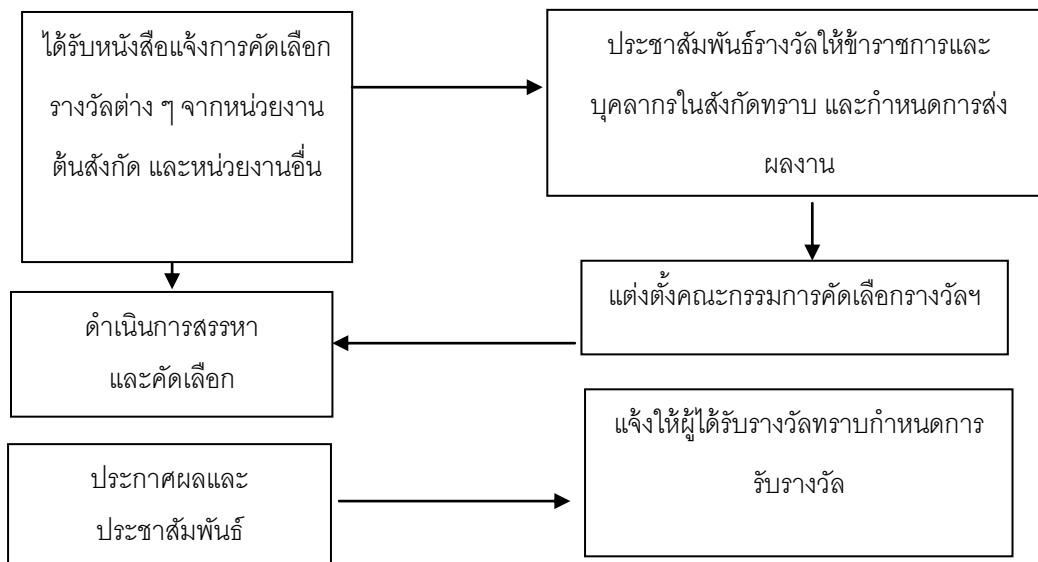 ได้รับหนังสือแจ้งการคัดเลือก
รางวัลต่าง ๆ จากหน่วยงาน
ต้นสังกัด และหน่วยงานอื่น
ประชาสัมพันธ์รางวัลให้ข้าราชการและ
บุคลากรในสังกัดทราบ และกำหนดการส่ง
ผลงาน
แต่งตั้งคณะกรรมการคัดเลือกรางวัลฯ
ดำเนินการสรรหา
และคัดเลือก
ประกาศผลและ
ประชาสัมพันธ์
แจ้งให้ผู้ได้รับรางวัลทราบกำหนดการ
รับรางวัล